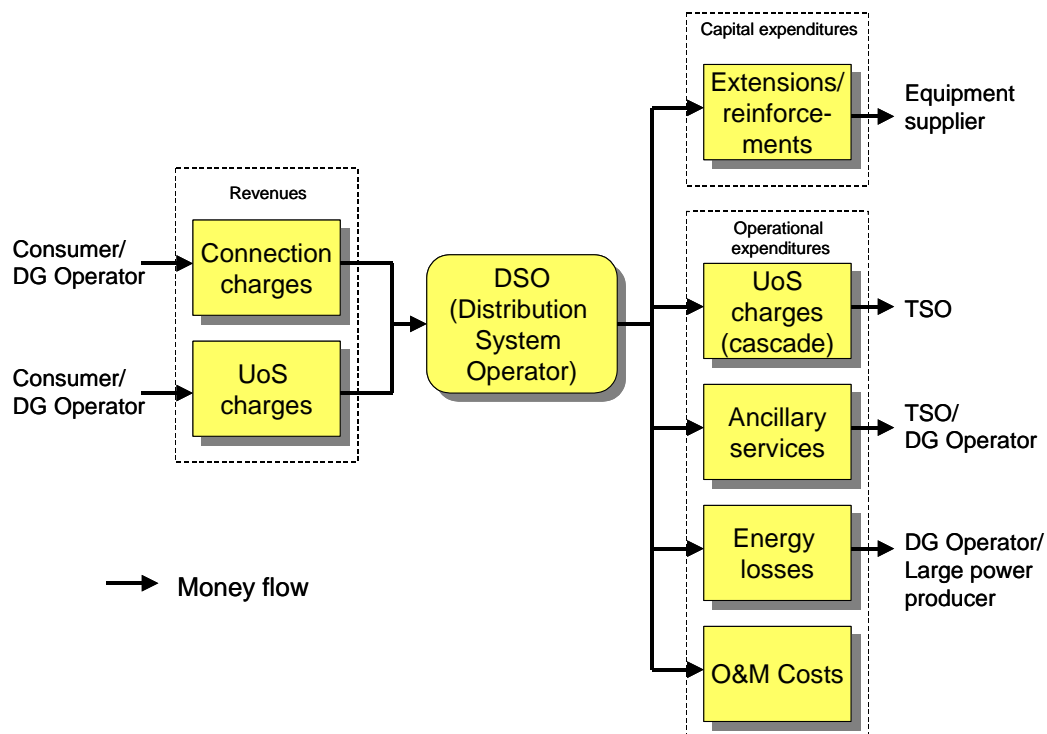 Capital expenditures
Extensions/
reinforce-
ments
Equipment
supplier
Revenues
Consumer/
DG Operator
Connection
charges
Consumer/
DG Operator
UoS
charges
DSO
(Distribution
System
Operator)
Operational
expenditures
UoS
charges
(cascade)
TSO
Ancillary
services
TSO/
DG Operator
Energy
losses
DG Operator/
Large power
producer
O&M Costs
Money flow